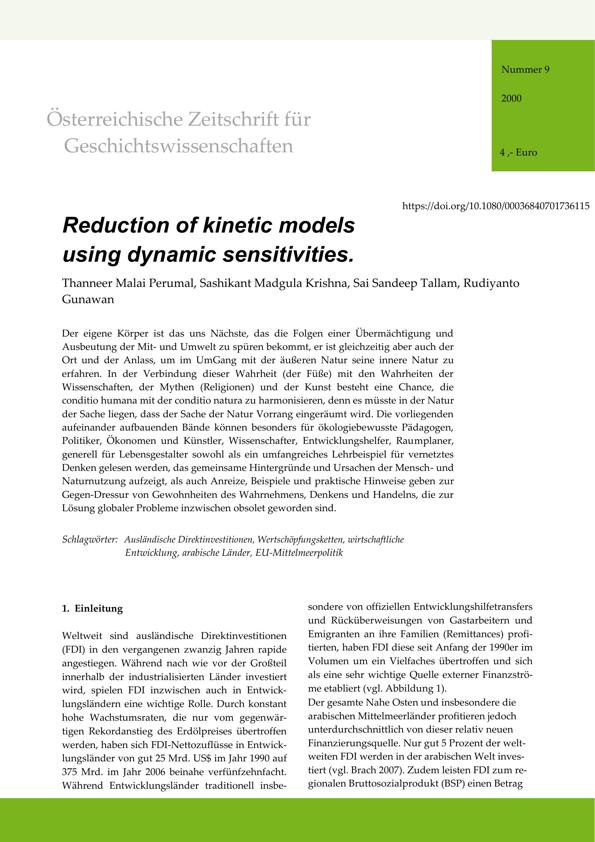 Nummer 9
2000
4 ,- Euro
Österreichische Zeitschrift für
Geschichtswissenschaften
https://doi.org/10.1080/00036840701736115
Reduction of kinetic models
using dynamic sensitivities.
Thanneer Malai Perumal, Sashikant Madgula Krishna, Sai Sandeep Tallam, Rudiyanto
Gunawan
Der eigene Körper ist das uns Nächste, das die Folgen einer Übermächtigung und
Ausbeutung der Mit- und Umwelt zu spüren bekommt, er ist gleichzeitig aber auch der
Ort und der Anlass, um im UmGang mit der äußeren Natur seine innere Natur zu
erfahren. In der Verbindung dieser Wahrheit (der Füße) mit den Wahrheiten der
Wissenschaften, der Mythen (Religionen) und der Kunst besteht eine Chance, die
conditio humana mit der conditio natura zu harmonisieren, denn es müsste in der Natur
der Sache liegen, dass der Sache der Natur Vorrang eingeräumt wird. Die vorliegenden
aufeinander aufbauenden Bände können besonders für ökologiebewusste Pädagogen,
Politiker, Ökonomen und Künstler, Wissenschafter, Entwicklungshelfer, Raumplaner,
generell für Lebensgestalter sowohl als ein umfangreiches Lehrbeispiel für vernetztes
Denken gelesen werden, das gemeinsame Hintergründe und Ursachen der Mensch- und
Naturnutzung aufzeigt, als auch Anreize, Beispiele und praktische Hinweise geben zur
Gegen-Dressur von Gewohnheiten des Wahrnehmens, Denkens und Handelns, die zur
Lösung globaler Probleme inzwischen obsolet geworden sind.
Schlagwörter: Ausländische Direktinvestitionen, Wertschöpfungsketten, wirtschaftliche
Entwicklung, arabische Länder, EU-Mittelmeerpolitik
1. Einleitung
Weltweit sind ausländische Direktinvestitionen
(FDI) in den vergangenen zwanzig Jahren rapide
angestiegen. Während nach wie vor der Großteil
innerhalb der industrialisierten Länder investiert
wird, spielen FDI inzwischen auch in Entwick-
lungsländern eine wichtige Rolle. Durch konstant
hohe Wachstumsraten, die nur vom gegenwär-
tigen Rekordanstieg des Erdölpreises übertroffen
werden, haben sich FDI-Nettozuflüsse in Entwick-
lungsländer von gut 25 Mrd. US$ im Jahr 1990 auf
375 Mrd. im Jahr 2006 beinahe verfünfzehnfacht.
Während Entwicklungsländer traditionell insbe-
sondere von offiziellen Entwicklungshilfetransfers
und Rücküberweisungen von Gastarbeitern und
Emigranten an ihre Familien (Remittances) profi-
tierten, haben FDI diese seit Anfang der 1990er im
Volumen um ein Vielfaches übertroffen und sich
als eine sehr wichtige Quelle externer Finanzströ-
me etabliert (vgl. Abbildung 1).
Der gesamte Nahe Osten und insbesondere die
arabischen Mittelmeerländer profitieren jedoch
unterdurchschnittlich von dieser relativ neuen
Finanzierungsquelle. Nur gut 5 Prozent der welt-
weiten FDI werden in der arabischen Welt inves-
tiert (vgl. Brach 2007). Zudem leisten FDI zum re-
gionalen Bruttosozialprodukt (BSP) einen Betrag